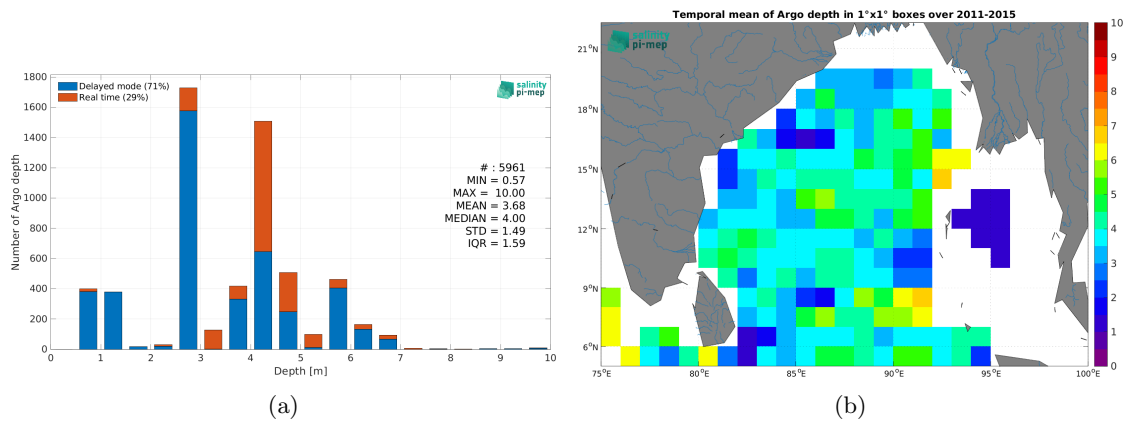 1800
1600
1400
1200
1000
800
600
400
200
Number of Argo depth
Delayed mode (71%)
Real time (29%)
salinity
pi-mep
# : 5961
MIN = 0.57
MAX = 10.00
MEAN = 3.68
MEDIAN = 4.00
STD = 1.49
IQR = 1.59
0 1 2 3 4 5 6 7 8 9 10
Depth [m]
(a)
Temporal mean of Argo depth in 1°x1° boxes over 2011-2015
salinity
pi-mep
21°N
18°N
15°N
12°N
9°N
6°N
75°E 80°E 85°E 90°E 95°E 100°E
10
9
8
7
6
5
4
3
2
1
0
(b)